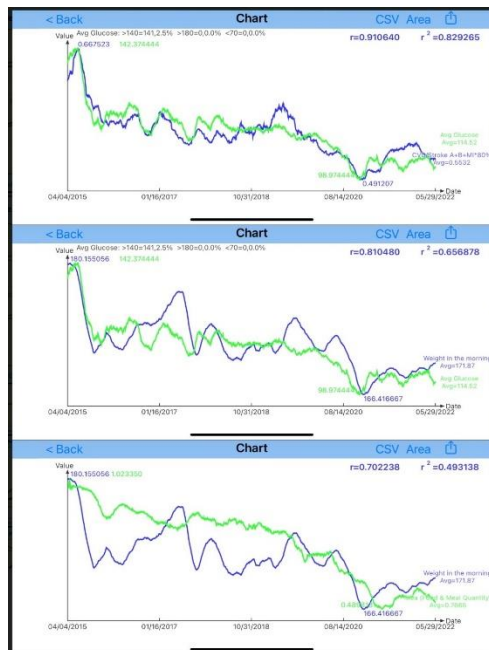 < Back Chart CSV Area
Value Avg Glucose: >140=141,2.5% >180=0,0.0% <70=0,0.0% r=0.910640 r²=0.829265
0.667523 142.374444
Avg Glucose
Avg=114.52
Avg=0.5532
98.974444
0.491207
Date
04/04/2015 01/16/2017 10/31/2018 08/14/2020 05/29/2022
< Back Chart CSV Area
Value Avg Glucose: >140=141,2.5% >180=0,0.0% <70=0,0.0% r=0.810480 r²=0.656878
180.155056 142.374444
Weight in the morning
Avg=171.87
Avg Glucose
Avg=114.52
98.974444
166.416667
Date
04/04/2015 01/16/2017 10/31/2018 08/14/2020 05/29/2022
< Back Chart CSV Area
Value r=0.702238 r²=0.493138
180.155056 1.023350
Weight in the morning
Avg=171.87
& Meal Quantity
166.416667
Date
04/04/2015 01/16/2017 10/31/2018 08/14/2020 05/29/2022